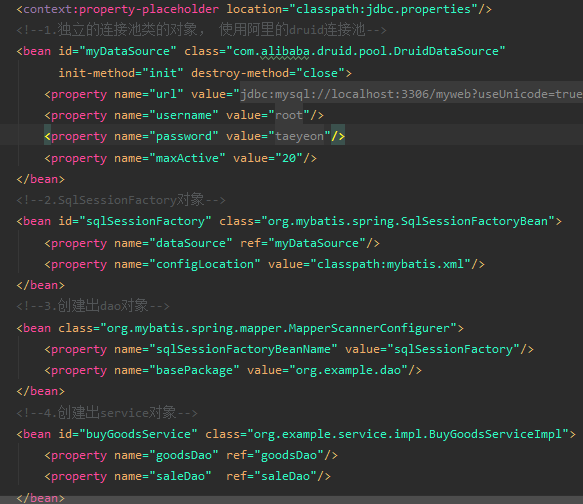 <context:property-placeholder location="classpath:jdbc.properties"/>
<!--1.独立的连接池类的对象, 使用阿里的druid连接池-->
<bean id="myDataSource" class="com.alibaba.druid.pool.DruidDataSource"
init-method="init" destroy-method="close">
<property name="url" value="jdbc:mysql://localhost:3306/myweb?useUnicode=true
<property name="username" value="root"/>
<property name="password" value="taeyeon"/>
<property name="maxActive" value="20"/>
</bean>
<!--2.SqlSessionFactory对象-->
<bean id="sqlSessionFactory" class="org.mybatis.spring.SqlSessionFactoryBean">
<property name="dataSource" ref="myDataSource"/>
<property name="configLocation" value="classpath:mybatis.xml"/>
</bean>
<!--3.创建出dao对象-->
<bean class="org.mybatis.spring.mapper.MapperScannerConfigurer">
<property name="sqlSessionFactoryBeanName" value="sqlSessionFactory"/>
<property name="basePackage" value="org.example.dao"/>
</bean>
<!--4.创建出service对象-->
<bean id="buyGoodsService" class="org.example.service.impl.BuyGoodsServiceImpl">
<property name="goodsDao" ref="goodsDao"/>
<property name="saleDao"  ref="saleDao"/>
</bean>